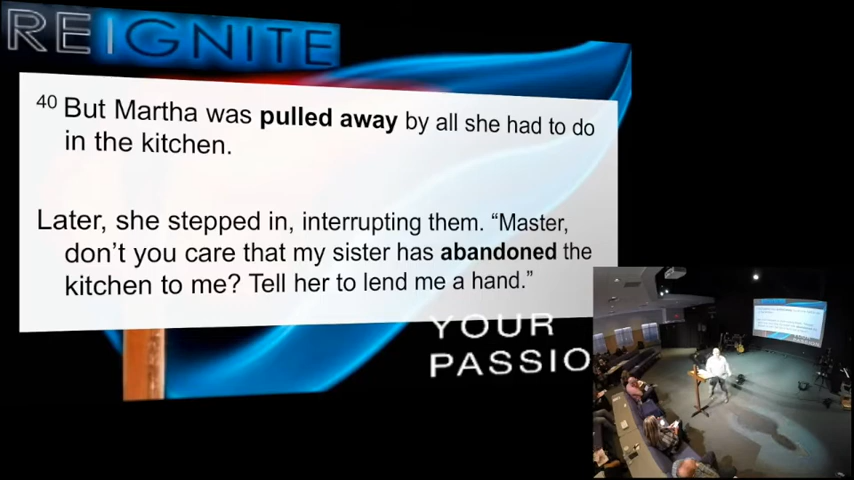 REIGNITE
40 But Martha was pulled away by all she had to do
in the kitchen.
Later, she stepped in, interrupting them. “Master,
don’t you care that my sister has abandoned the
kitchen to me? Tell her to lend me a hand.”
YOUR
PASSIO